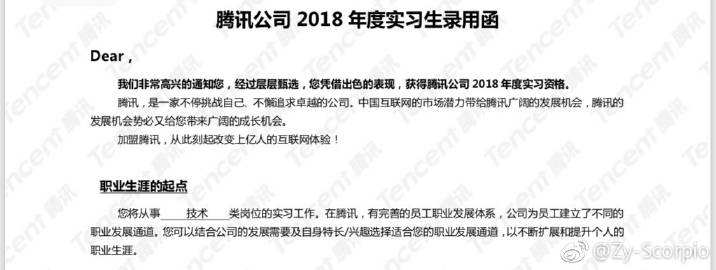 腾讯公司 2018 年度实习生录用函
Dear，
我们非常高兴的通知您，经过层层甄选，您凭借出色的表现，获得腾讯公司 2018 年度实习资格。
腾讯，是一家不停挑战自己、不懈追求卓越的公司。中国互联网的市场潜力带给腾讯广阔的发展机会，腾讯的
发展机会势必又给您带来广阔的成长机会。
加盟腾讯，从此刻起改变上亿人的互联网体验！
职业生涯的起点
您将从事 技术 类岗位的实习工作。在腾讯，有完善的员工职业发展体系，公司为员工建立了不同的
职业发展通道。您可以结合公司的发展需要及自身特长/兴趣选择适合您的职业发展通道，以不断扩展和提升个人的
职业生涯。
Tencent 腾讯
@Zy-Scorpio